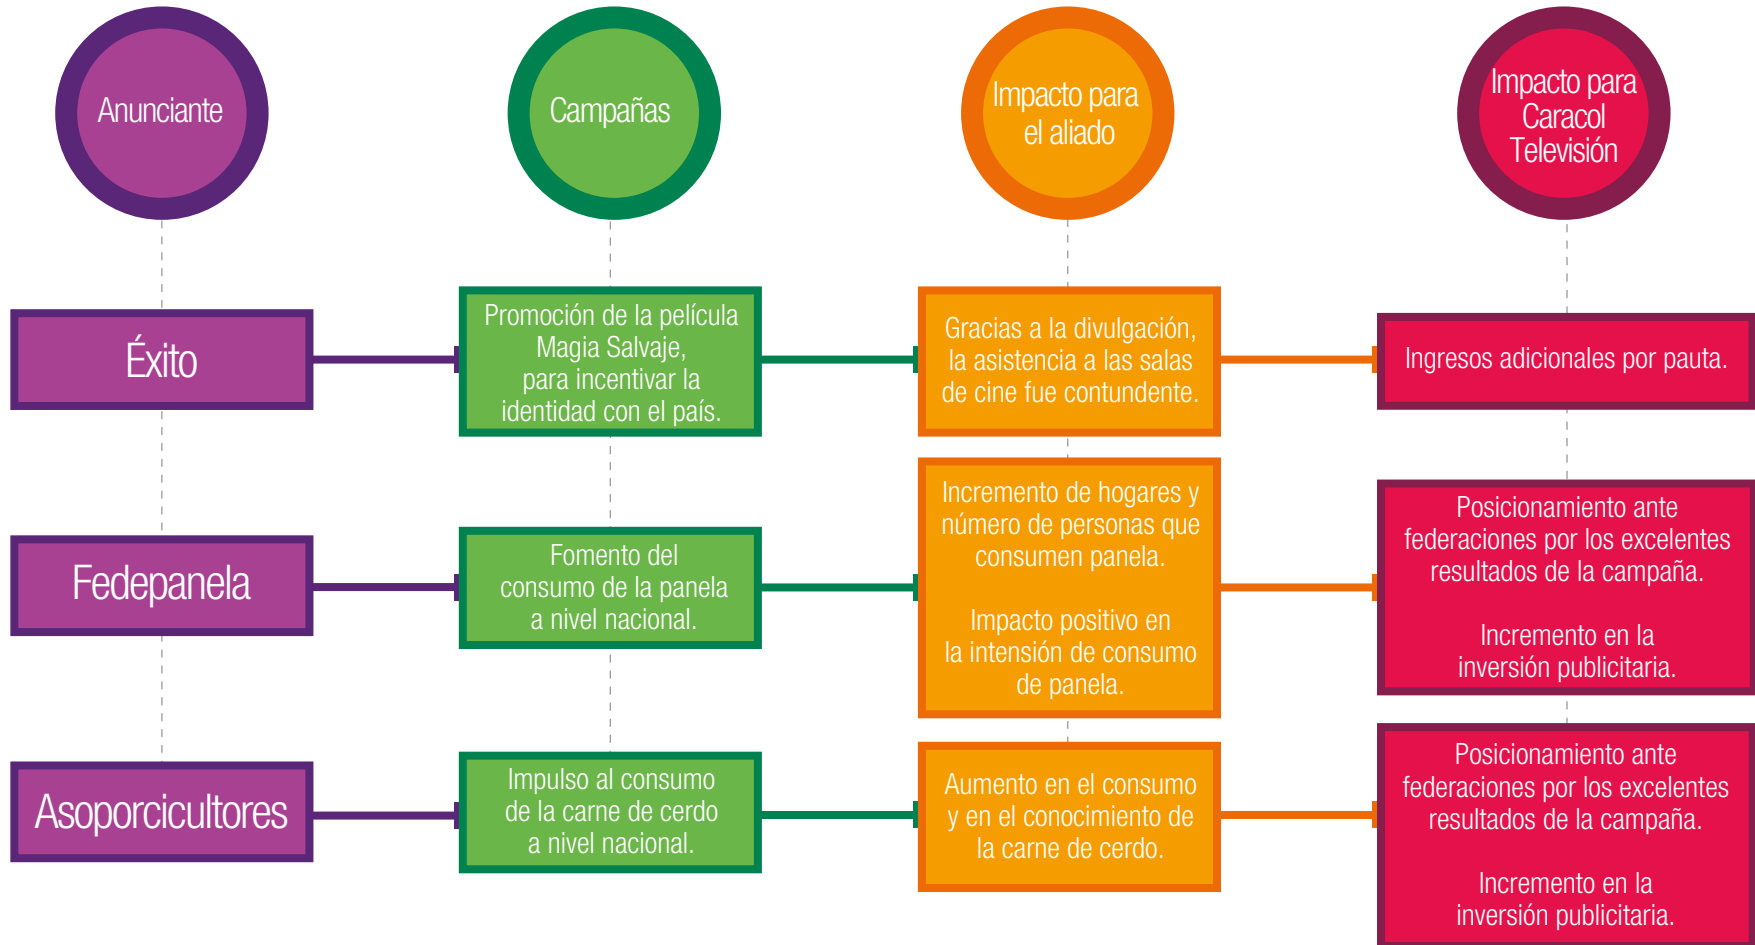 Anunciante
Campañas
Impacto para
el aliado
Impacto para
Caracol
Televisión
Éxito
Promoción de la película
Magia Salvaje,
para incentivar la
identidad con el país.
Gracias a la divulgación,
la asistencia a las salas
de cine fue contundente.
Ingresos adicionales por pauta.
Fedepanela
Fomento del
consumo de la panela
a nivel nacional.
Incremento de hogares y
número de personas que
consumen panela.
Impacto positivo en
la intensión de consumo
de panela.
Posicionamiento ante
federaciones por los excelentes
resultados de la campaña.
Incremento en la
inversión publicitaria.
Asoporcicultores
Impulso al consumo
de la carne de cerdo
a nivel nacional.
Aumento en el consumo
y en el conocimiento de
la carne de cerdo.
Posicionamiento ante
federaciones por los excelentes
resultados de la campaña.
Incremento en la
inversión publicitaria.